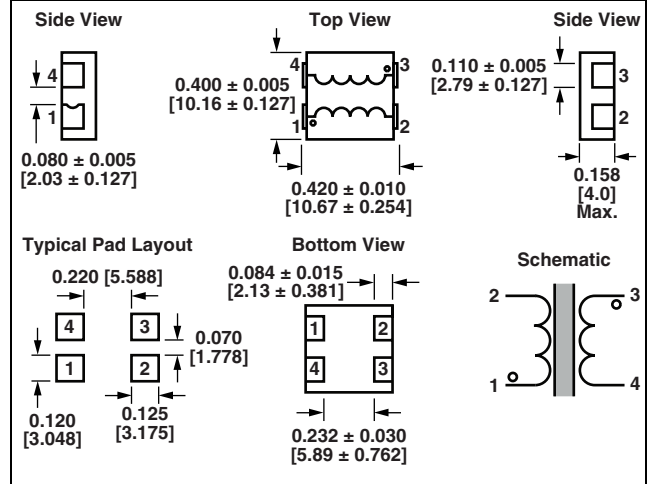 Side View
4
1
0.080 ± 0.005
[2.03 ± 0.127]
Top View
4
3
1
2
0.400 ± 0.005
[10.16 ± 0.127]
0.420 ± 0.010
[10.67 ± 0.254]
Side View
0.110 ± 0.005
[2.79 ± 0.127]
3
2
0.158
[4.0]
Max.
Typical Pad Layout
0.220 [5.588]
4
3
1
2
0.070
[1.778]
0.120
[3.048]
0.125
[3.175]
Bottom View
0.084 ± 0.015
[2.13 ± 0.381]
1
2
4
3
0.232 ± 0.030
[5.89 ± 0.762]
Schematic
2
3
1
4